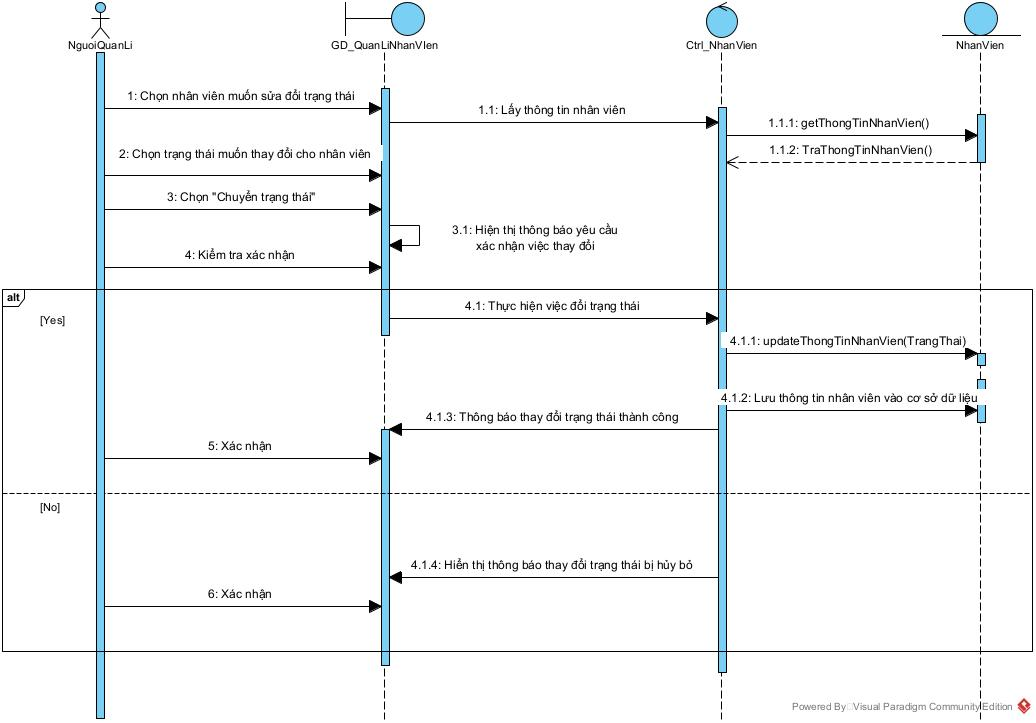 NguoiQuanLi
GD_QuanLiNhanVIen
Ctrl_NhanVien
NhanVien
1: Chọn nhân viên muốn sửa đổi trạng thái
1.1: Lấy thông tin nhân viên
1.1.1: getThongTinNhanVien()
1.1.2: TraThongTinNhanVien()
2: Chọn trạng thái muốn thay đổi cho nhân viên
3: Chọn "Chuyển trạng thái"
3.1: Hiện thị thông báo yêu cầu
xác nhận việc thay đổi
4: Kiểm tra xác nhận
alt
[Yes]
4.1: Thực hiện việc đổi trạng thái
4.1.1: updateThongTinNhanVien(TrangThai)
4.1.2: Lưu thông tin nhân viên vào cơ sở dữ liệu
4.1.3: Thông báo thay đổi trạng thái thành công
5: Xác nhận
[No]
4.1.4: Hiển thị thông báo thay đổi trạng thái bị hủy bỏ
6: Xác nhận
Powered By Visual Paradigm Community Edition